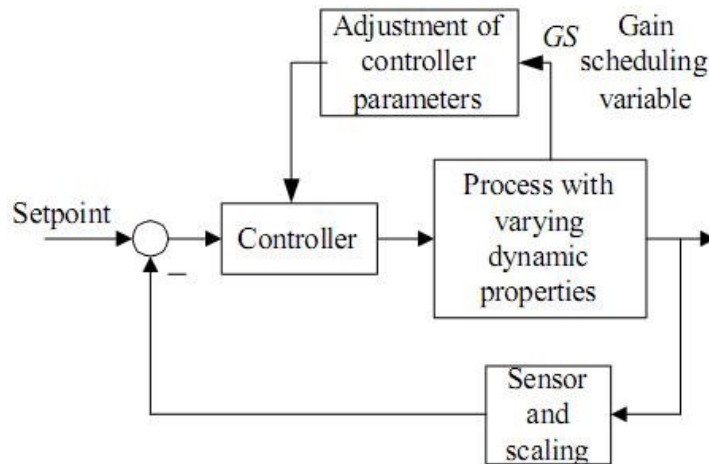 Adjustment of
controller
parameters
GS
Gain
scheduling
variable
Setpoint
Controller
Process with
varying
dynamic
properties
–
Sensor
and
scaling